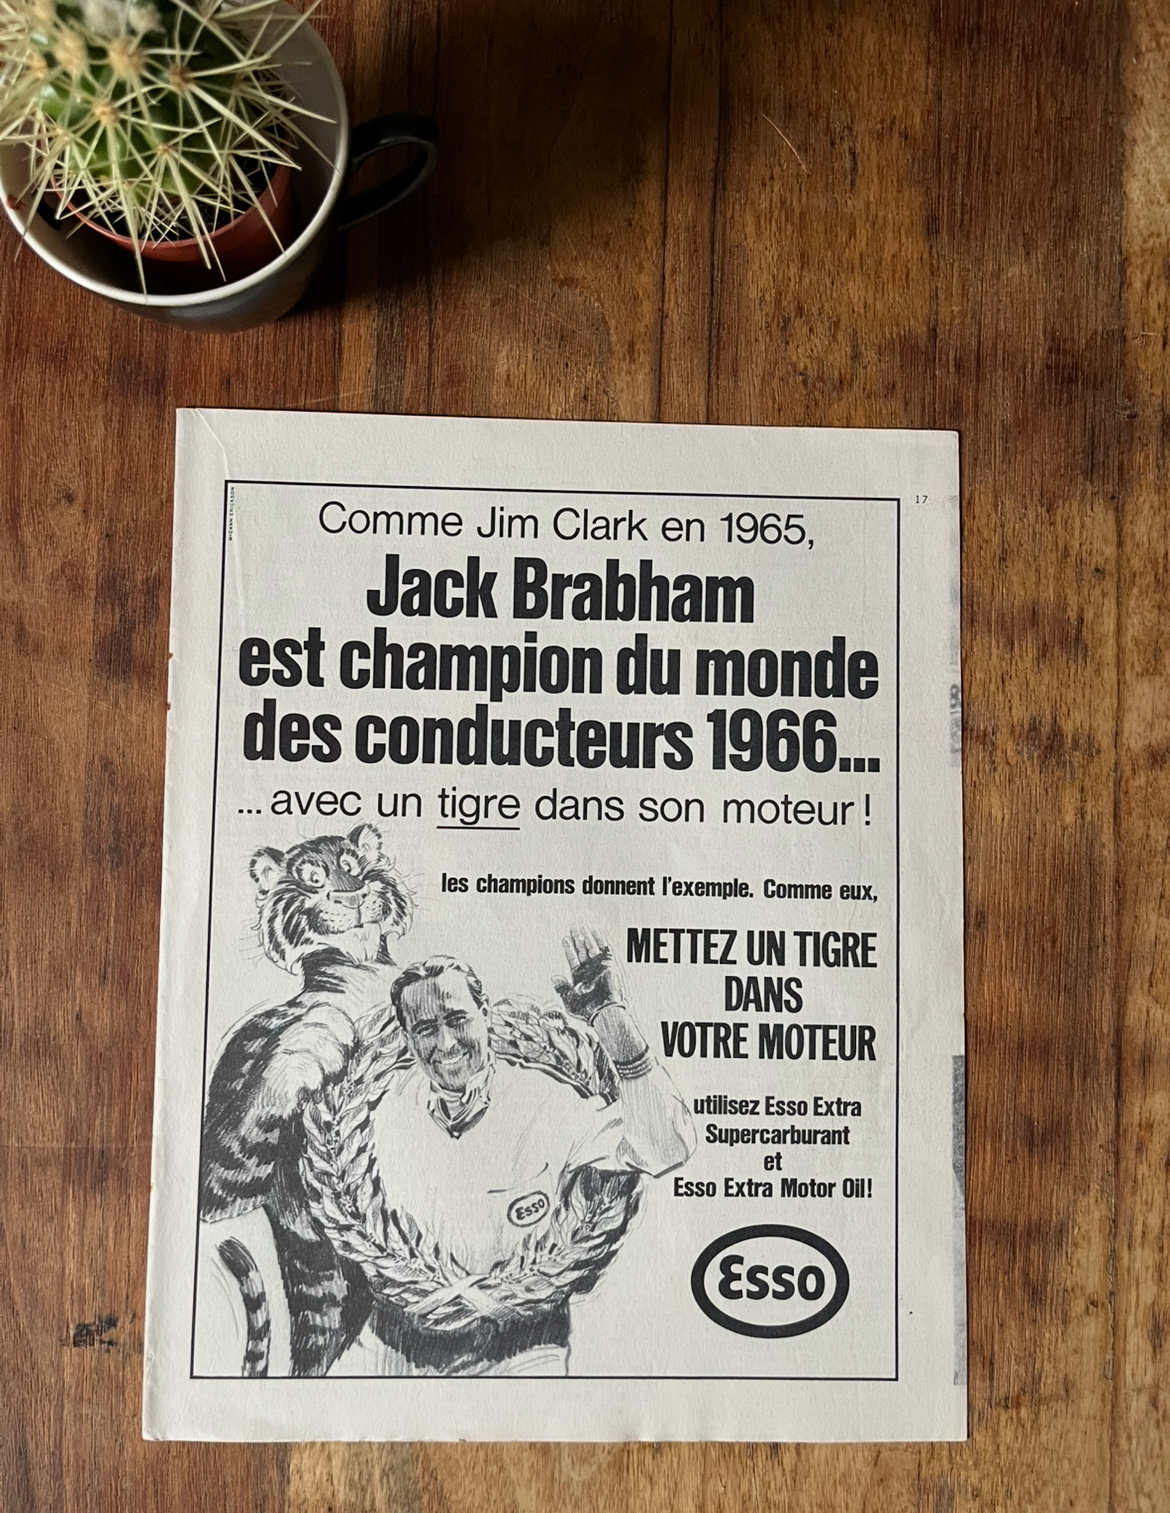 17
McCANN ERICKSON
Comme Jim Clark en 1965,
Jack Brabham
est champion du monde
des conducteurs 1966...
... avec un tigre dans son moteur !
les champions donnent l'exemple. Comme eux,
METTEZ UN TIGRE
DANS
VOTRE MOTEUR
utilisez Esso Extra
Supercarburant
et
Esso Extra Motor Oil!
Esso
Esso